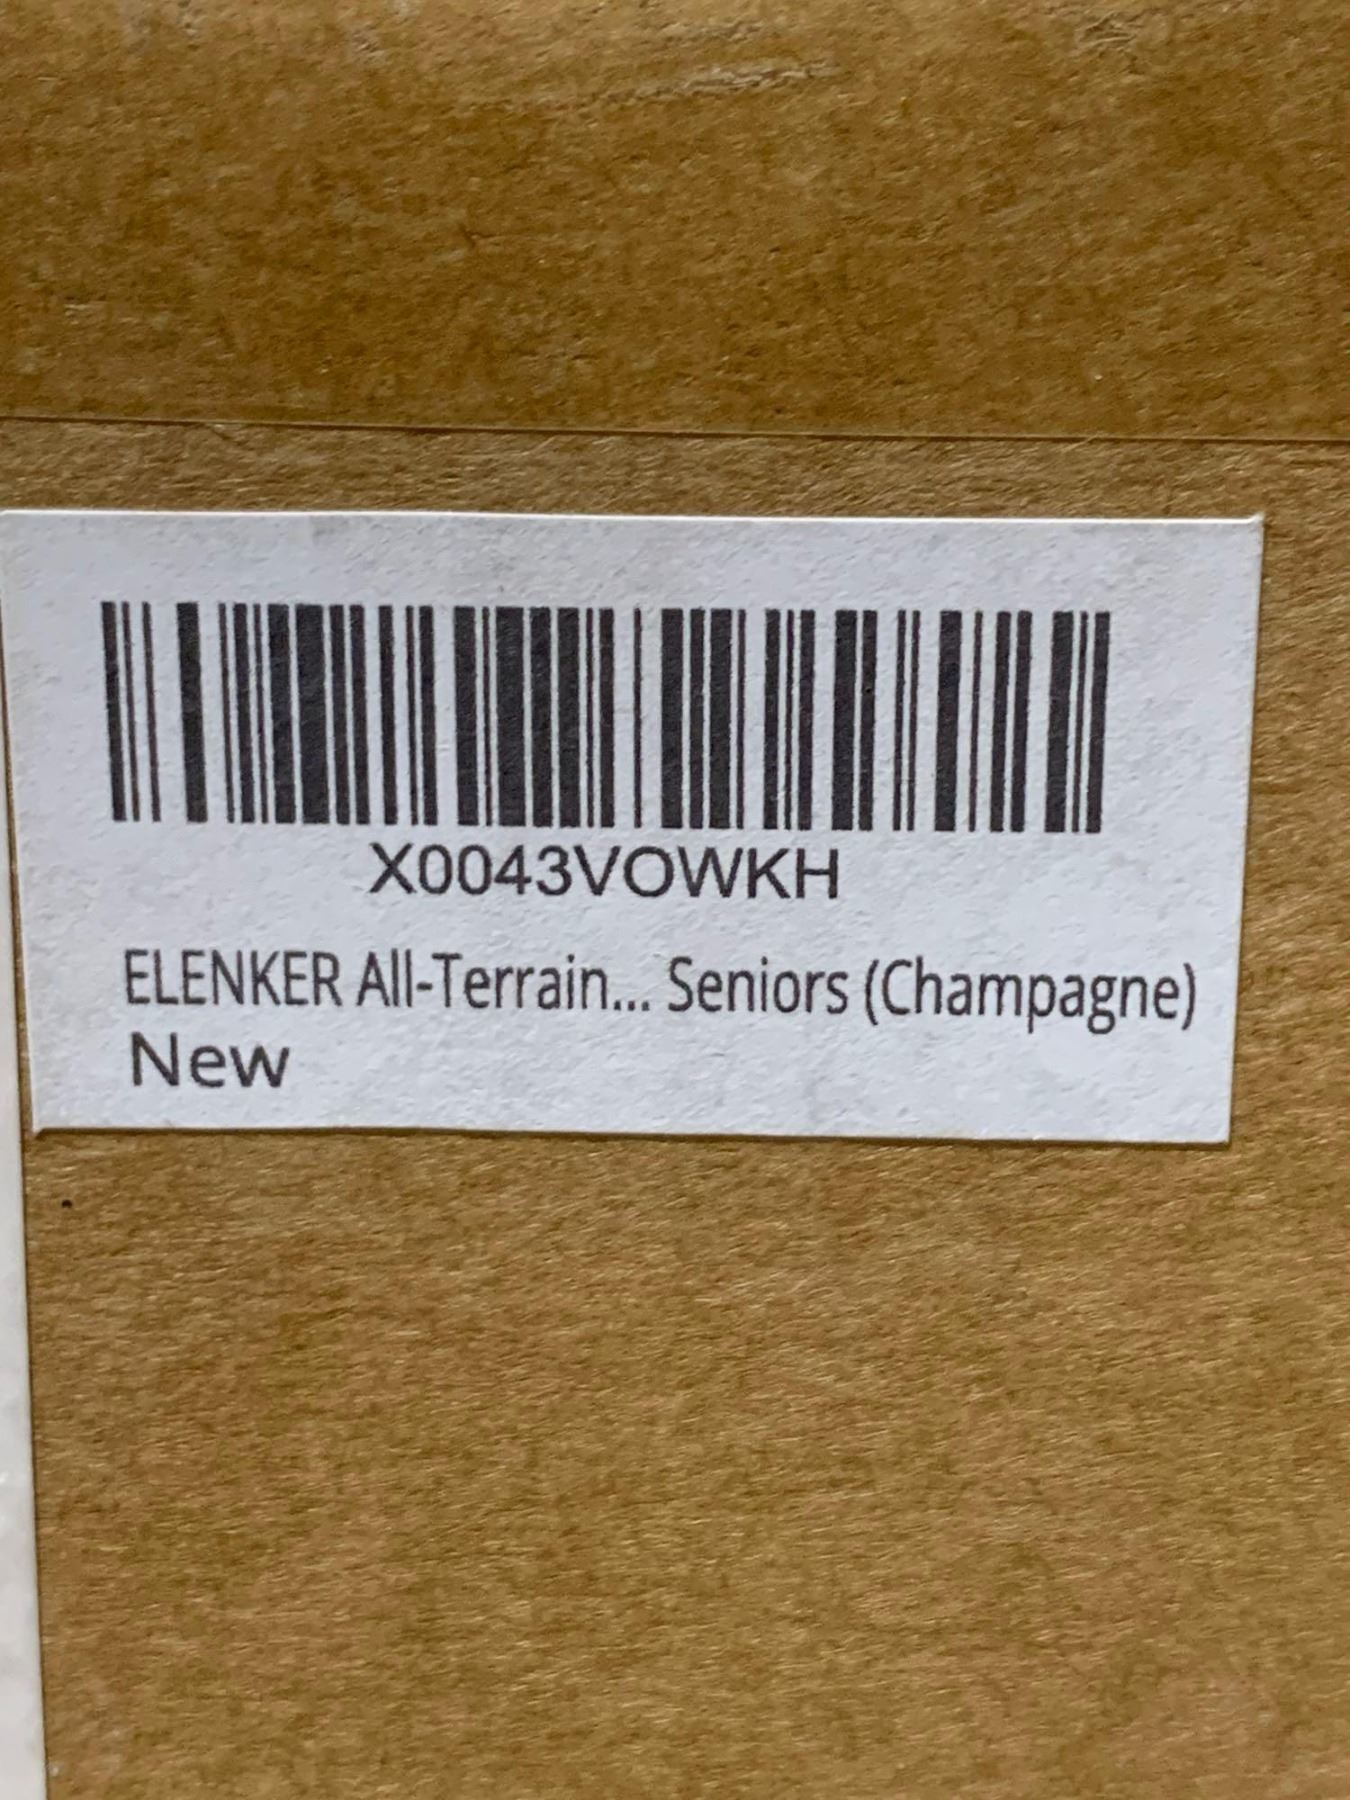 X0043VOWKH
ELENKER All-Terrain... Seniors (Champagne)
New